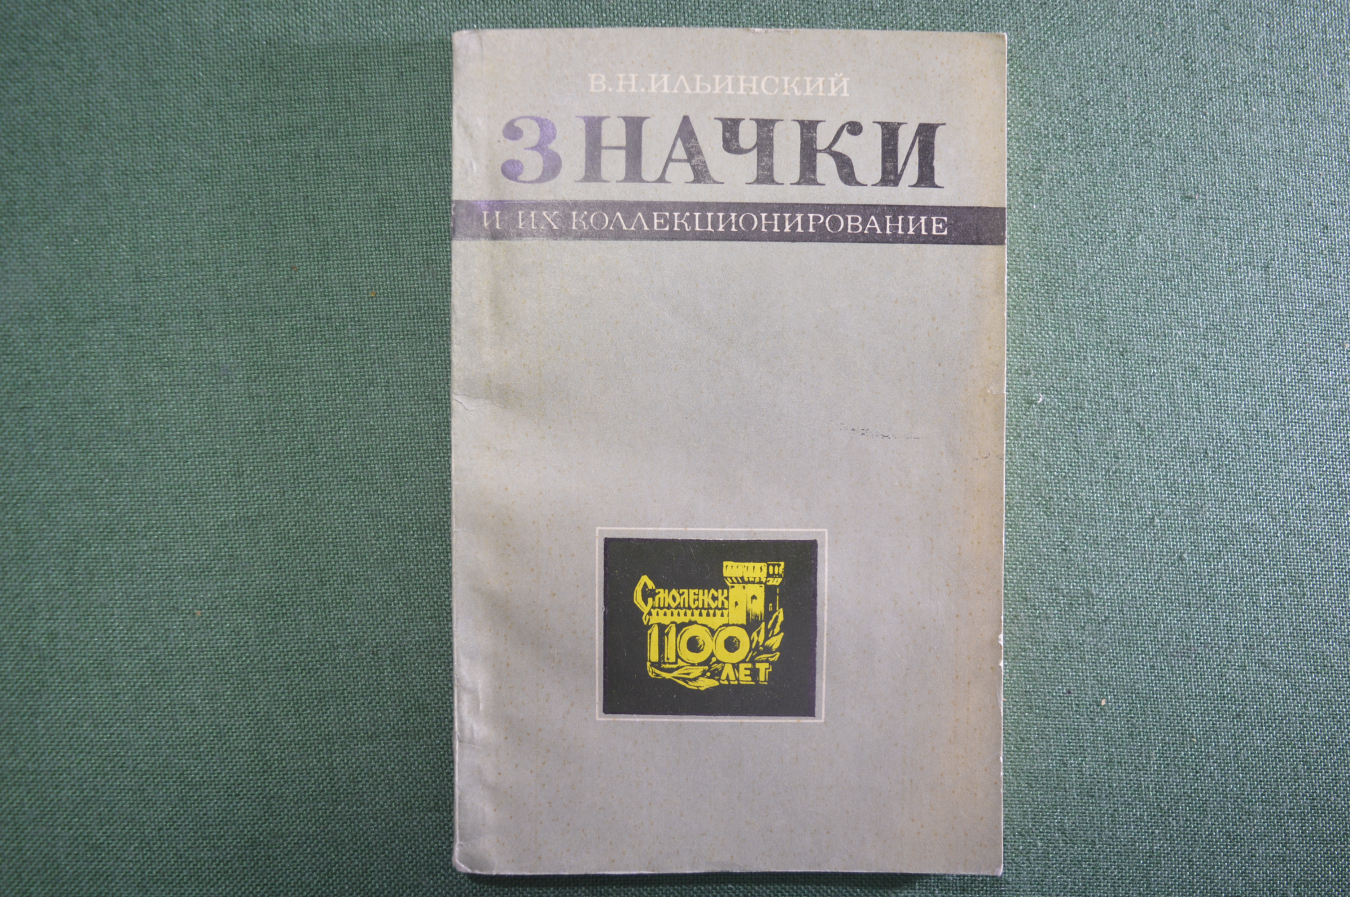 В.Н.ИЛЬИНСКИЙ
ЗНАЧКИ
И ИХ КОЛЛЕКЦИОНИРОВАНИЕ
СМОЛЕНСК
1100
ЛЕТ